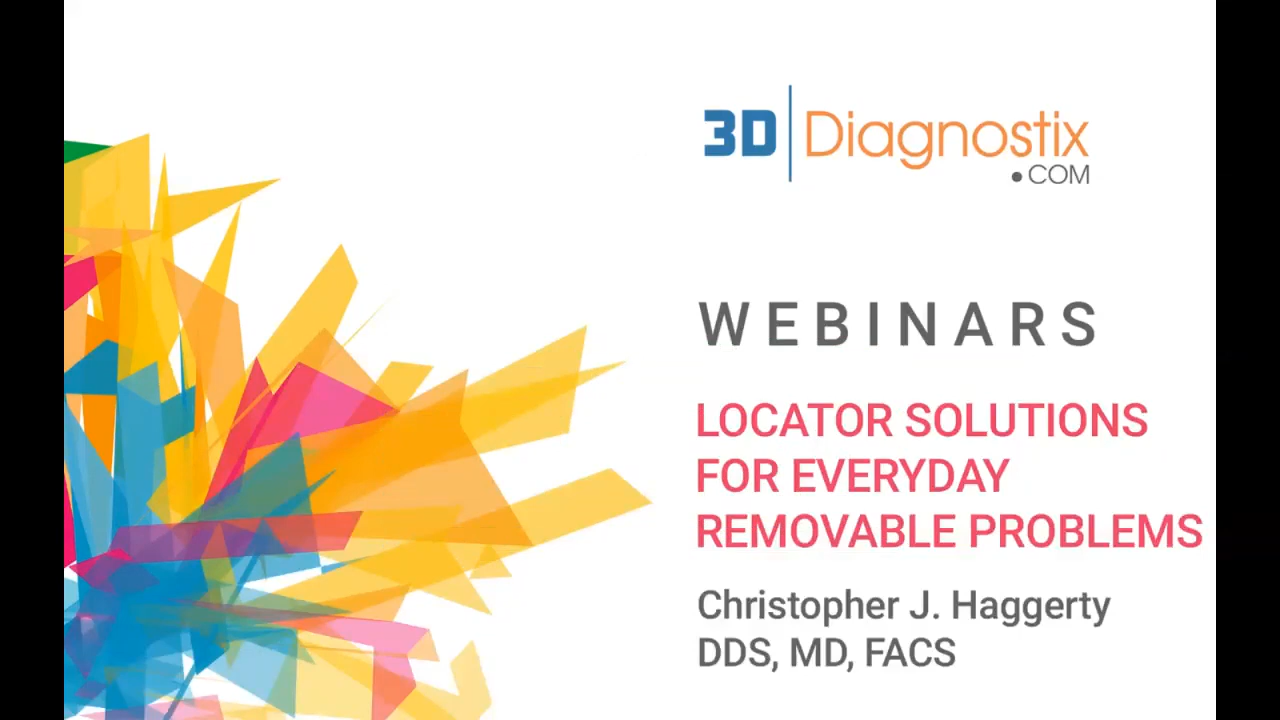 3D Diagnostix
.COM
WEBINARS
LOCATOR SOLUTIONS
FOR EVERYDAY
REMOVABLE PROBLEMS
Christopher J. Haggerty
DDS, MD, FACS